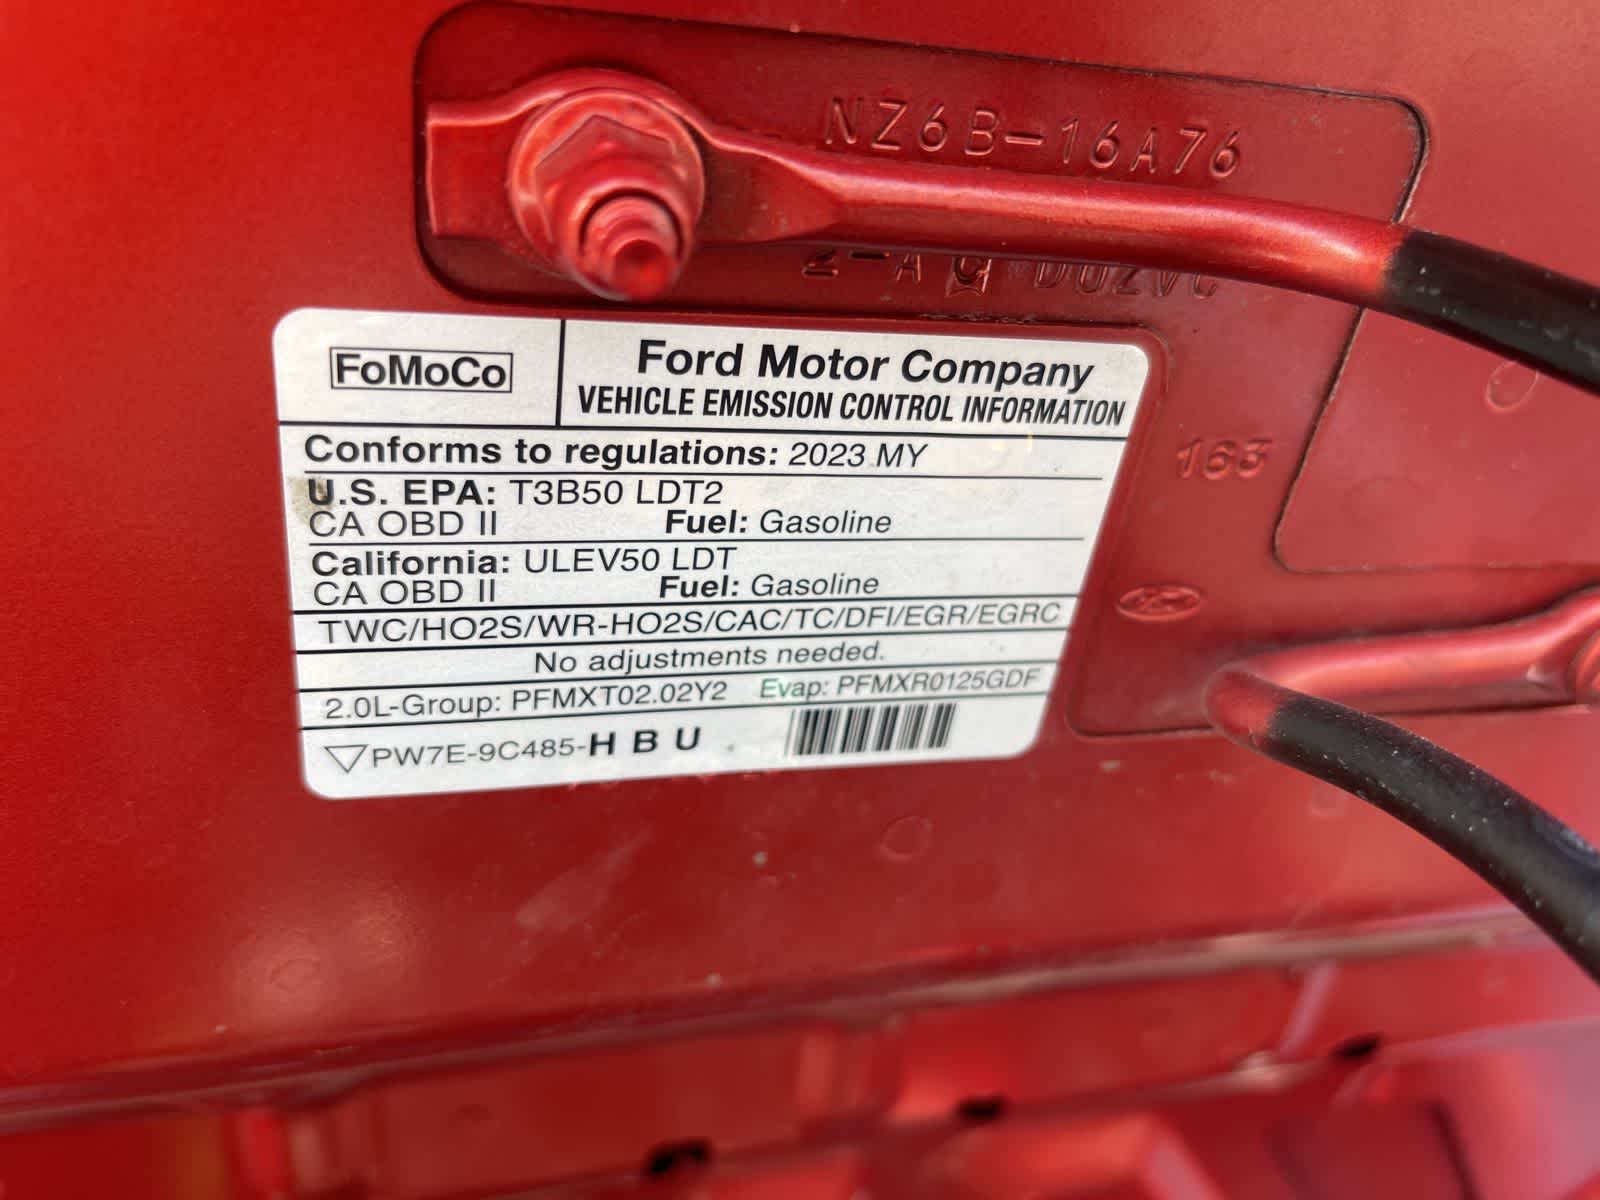 NZ6B-16A76
2-A DOZVC
FoMoCo
Ford Motor Company
VEHICLE EMISSION CONTROL INFORMATION
Conforms to regulations: 2023 MY
U.S. EPA: T3B50 LDT2
CA OBD II Fuel: Gasoline
California: ULEV50 LDT
CA OBD II Fuel: Gasoline
TWC/HO2S/WR-HO2S/CAC/TC/DFI/EGR/EGRC
No adjustments needed.
2.0L-Group: PFMXT02.02Y2 Evap: PFMXR0125GDF
PW7E-9C485-H B U
163